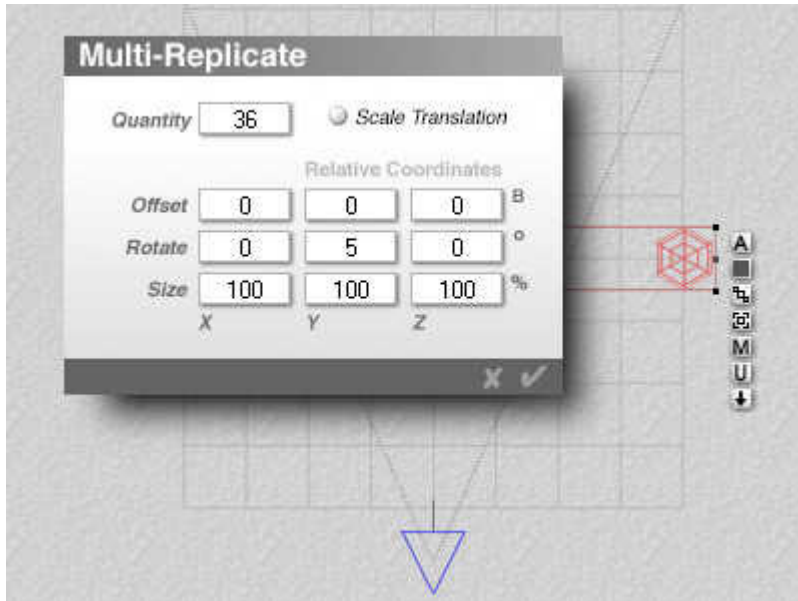 Multi-Replicate
Quantity 36 Scale Translation
Relative Coordinates
Offset 0 0 0 B
Rotate 0 5 0 °
Size 100 100 100 %
X Y Z
A
M
U